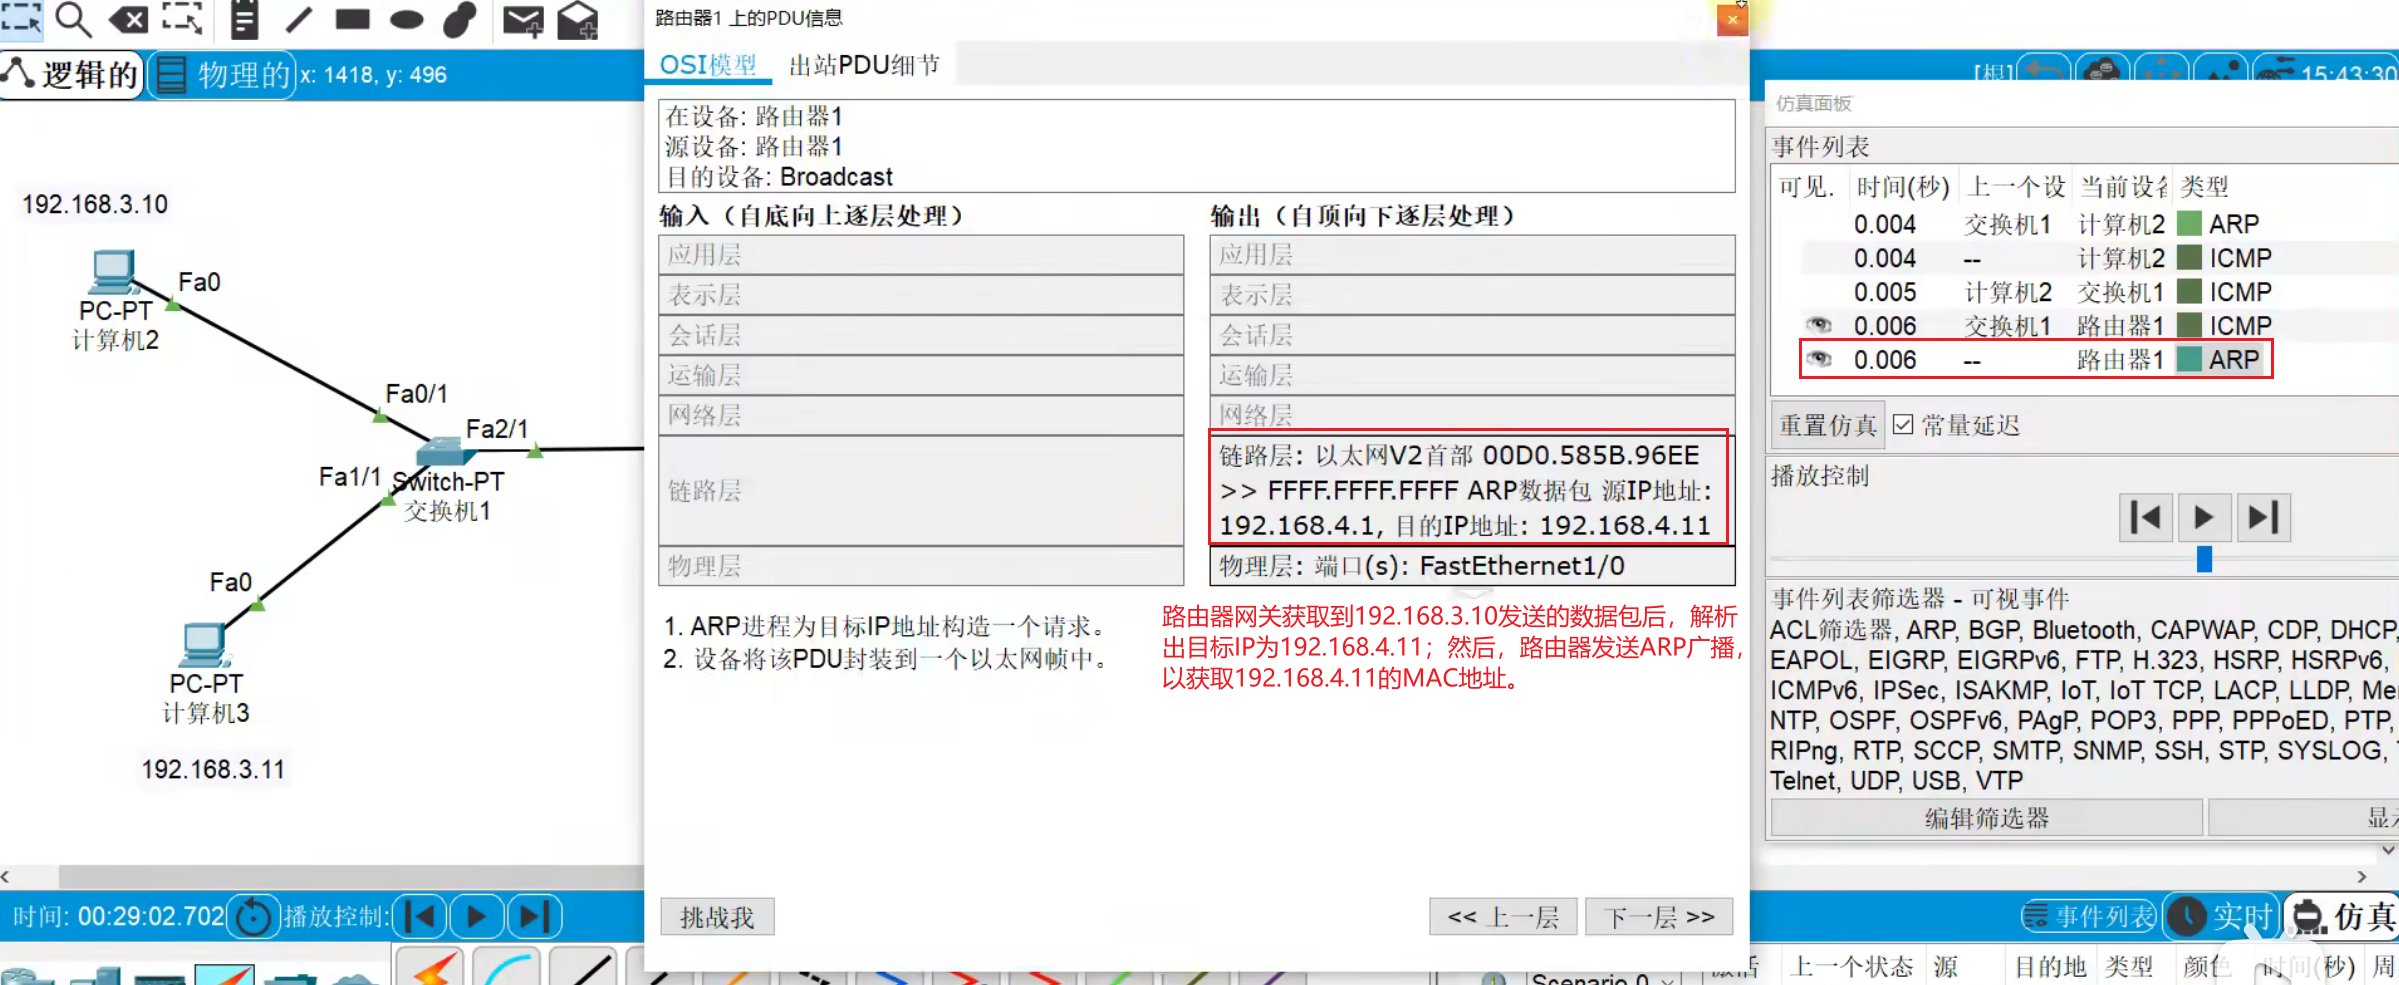 逻辑的
物理的 x: 1418, y: 496
192.168.3.10
Fa0
PC-PT
计算机2
Fa0/1
Fa2/1
Fa1/1
Switch-PT
交换机1
Fa0
PC-PT
计算机3
192.168.3.11
路由器1 上的PDU信息
OSI模型 出站PDU细节
在设备: 路由器1
源设备: 路由器1
目的设备: Broadcast
输入（自底向上逐层处理） 输出（自顶向下逐层处理）
应用层 应用层
表示层 表示层
会话层 会话层
运输层 运输层
网络层 网络层
链路层
链路层: 以太网V2首部 00D0.585B.96EE
>> FFFF.FFFF.FFFF ARP数据包 源IP地址:
192.168.4.1, 目的IP地址: 192.168.4.11
物理层 物理层: 端口(s): FastEthernet1/0
1. ARP进程为目标IP地址构造一个请求。
2. 设备将该PDU封装到一个以太网帧中。
路由器网关获取到192.168.3.10发送的数据包后，解析
出目标IP为192.168.4.11；然后，路由器发送ARP广播，
以获取192.168.4.11的MAC地址。
挑战我 << 上一层 下一层 >>
[根] 15:43:30
仿真面板
事件列表
可见. 时间(秒) 上一个设 当前设备 类型
0.004 交换机1 计算机2 ARP
0.004 -- 计算机2 ICMP
0.005 计算机2 交换机1 ICMP
0.006 交换机1 路由器1 ICMP
0.006 -- 路由器1 ARP
重置仿真 常量延迟
播放控制
事件列表筛选器 - 可视事件
ACL筛选器, ARP, BGP, Bluetooth, CAPWAP, CDP, DHCP,
EAPOL, EIGRP, EIGRPv6, FTP, H.323, HSRP, HSRPv6,
ICMPv6, IPSec, ISAKMP, IoT, IoT TCP, LACP, LLDP, Mer
NTP, OSPF, OSPFv6, PAgP, POP3, PPP, PPPoED, PTP,
RIPng, RTP, SCCP, SMTP, SNMP, SSH, STP, SYSLOG,
Telnet, UDP, USB, VTP
编辑筛选器
时间: 00:29:02.702 播放控制:
事件列表 实时 仿真
Scenario 0
上一个状态 源 目的地 类型 颜色 时间(秒) 周